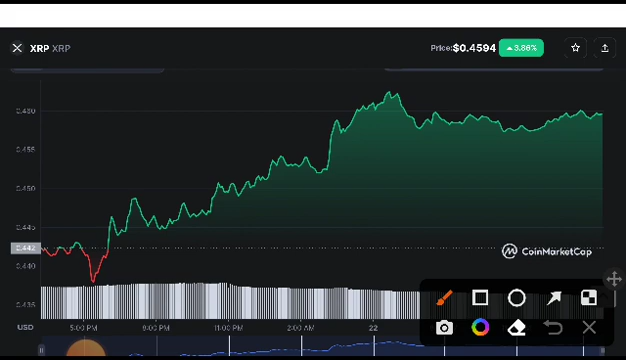 XRP XRP Price: $0.4594 ▲ 3.86%
0.460
0.455
0.450
0.445
0.442
0.440
0.435
CoinMarketCap
USD 5:00 PM 8:00 PM 11:00 PM 2:00 AM 22